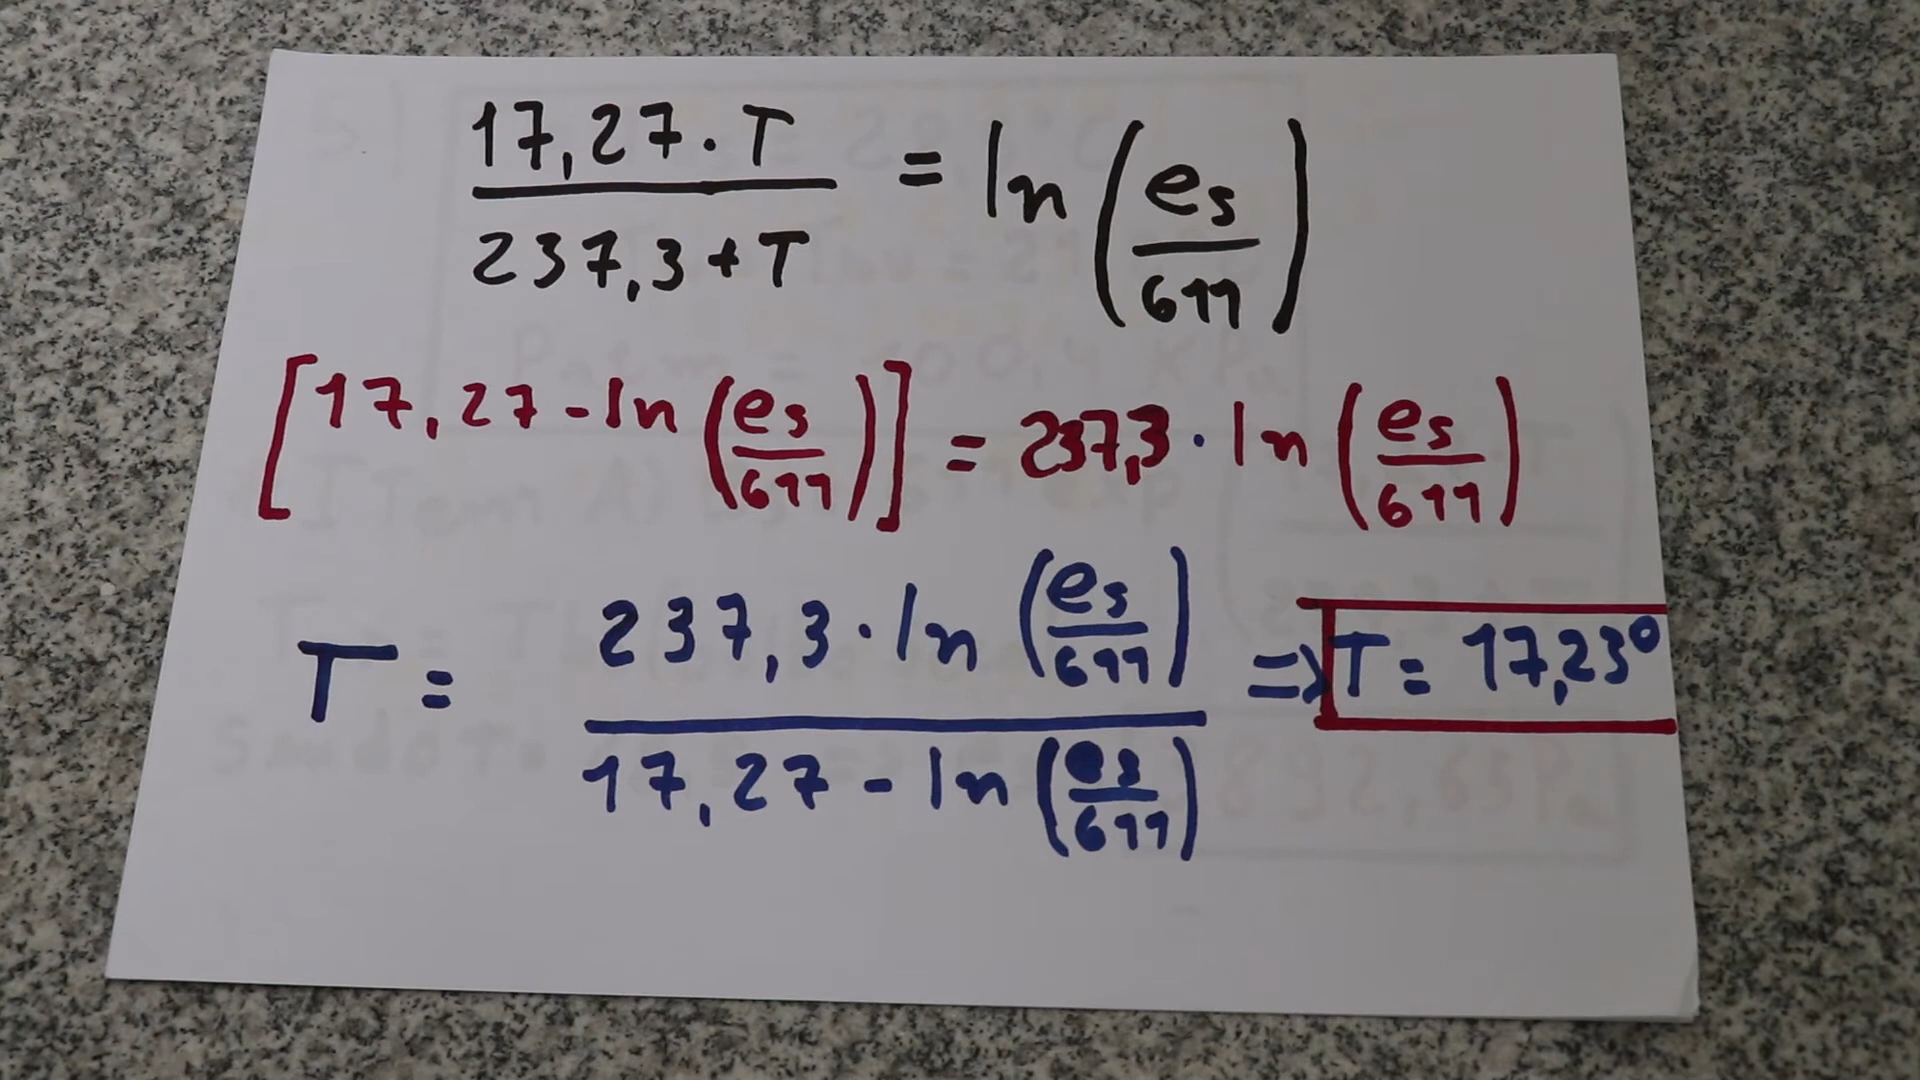 17,27 · T
237,3 + T
= ln (es/611)
[17,27 - ln (es/611)] = 237,3 · ln (es/611)
T = 237,3 · ln (es/611)
17,27 - ln (es/611)
=> T = 17,23°